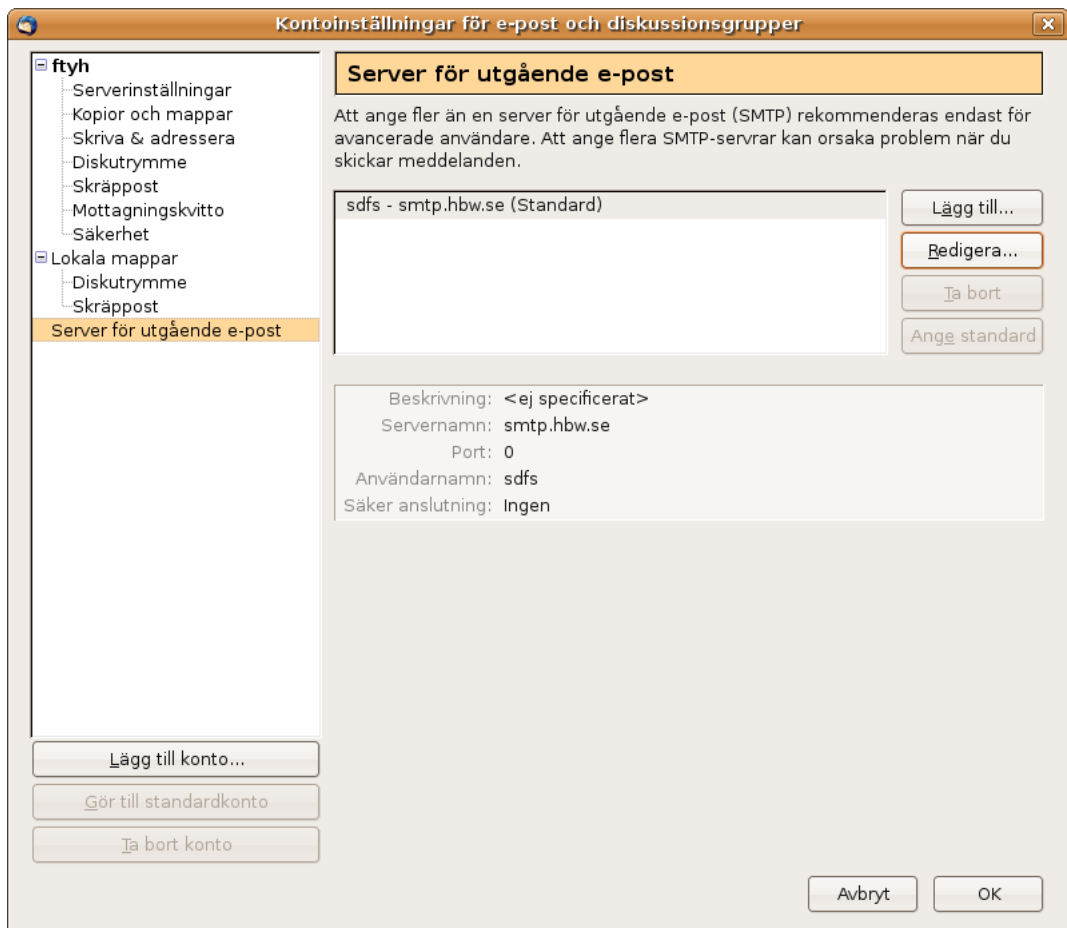 Kontoinställningar för e-post och diskussionsgrupper
ftyh
Serverinställningar
Kopior och mappar
Skriva & adressera
Diskutrymme
Skräppost
Mottagningskvitto
Säkerhet
Lokala mappar
Diskutrymme
Skräppost
Server för utgående e-post
Lägg till konto...
Gör till standardkonto
Ta bort konto
Server för utgående e-post
Att ange fler än en server för utgående e-post (SMTP) rekommenderas endast för
avancerade användare. Att ange flera SMTP-servrar kan orsaka problem när du
skickar meddelanden.
sdfs - smtp.hbw.se (Standard)
Lägg till...
Redigera...
Ta bort
Ange standard
Beskrivning: <ej specificerat>
Servernamn: smtp.hbw.se
Port: 0
Användarnamn: sdfs
Säker anslutning: Ingen
Avbryt
OK